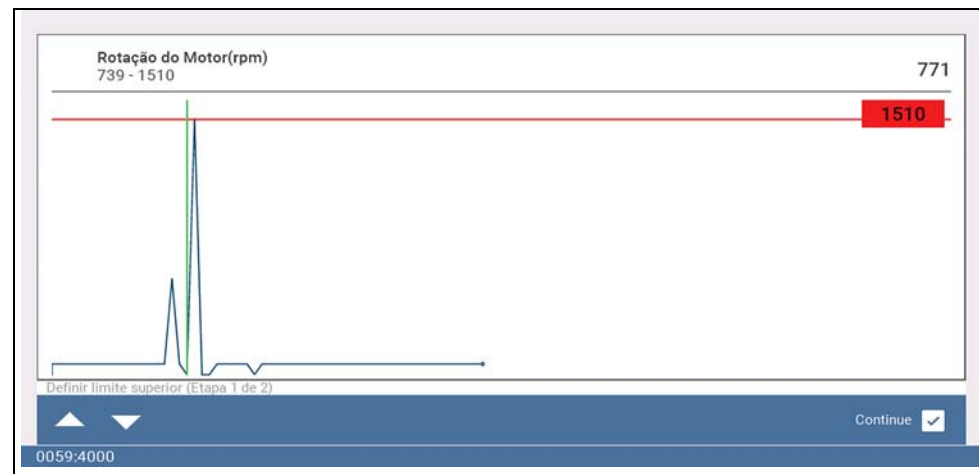 Rotação do Motor(rpm)
739 - 1510
771
1510
Definir limite superior (Etapa 1 de 2)
Continue
0059:4000